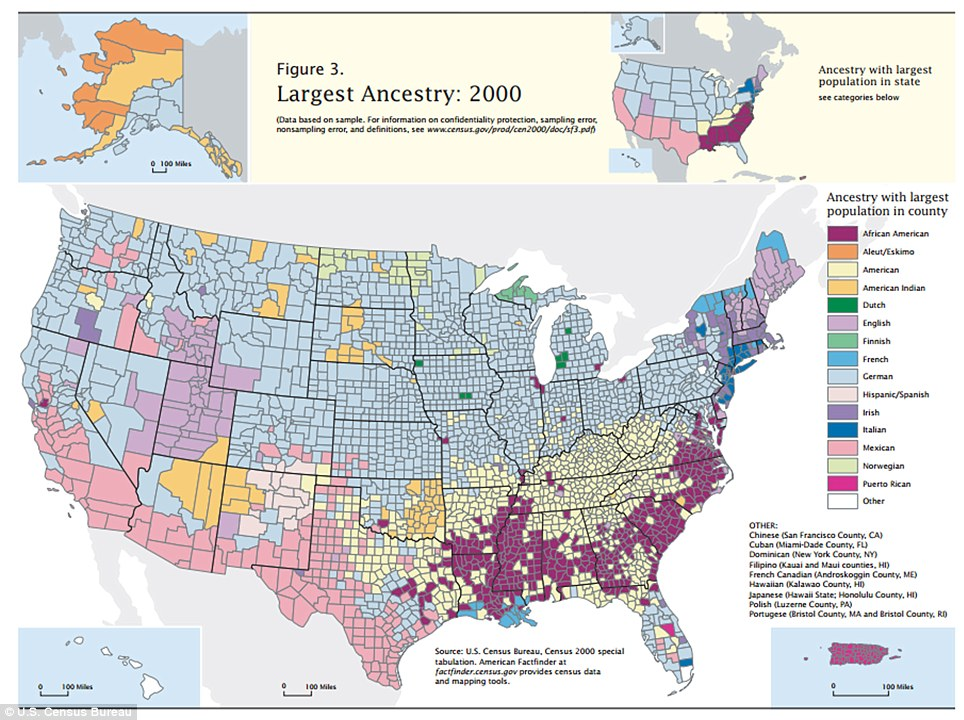 Figure 3.
Largest Ancestry: 2000
(Data based on sample. For information on confidentiality protection, sampling error,
nonsampling error, and definitions, see www.census.gov/prod/cen2000/doc/sf3.pdf)
0 100 Miles
Ancestry with largest
population in state
see categories below
Ancestry with largest
population in county
African American
Aleut/Eskimo
American
American Indian
Dutch
English
Finnish
French
German
Hispanic/Spanish
Irish
Italian
Mexican
Norwegian
Puerto Rican
Other
OTHER:
Chinese (San Francisco County, CA)
Cuban (Miami-Dade County, FL)
Dominican (New York County, NY)
Filipino (Kauai and Maui counties, HI)
French Canadian (Androskoggin County, ME)
Hawaiian (Kalawao County, HI)
Japanese (Hawaii State; Honolulu County, HI)
Polish (Luzerne County, PA)
Portugese (Bristol County, MA and Bristol County, RI)
Source: U.S. Census Bureau, Census 2000 special
tabulation. American Factfinder at
factfinder.census.gov provides census data
and mapping tools.
0 100 Miles
0 100 Miles
0 100 Miles
© U.S. Census Bureau